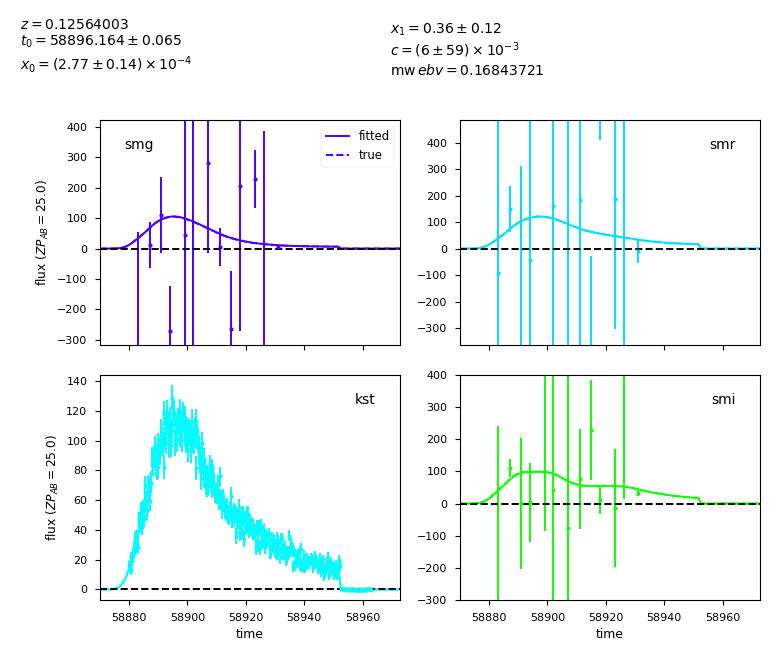 z = 0.12564003
t₀ = 58896.164 ± 0.065
x₀ = (2.77 ± 0.14) × 10⁻⁴
x₁ = 0.36 ± 0.12
c = (6 ± 59) × 10⁻³
mw ebv = 0.16843721
smg
fitted
true
400
300
200
100
0
−100
−200
−300
flux (ZP_AB = 25.0)
smr
400
300
200
100
0
−100
−200
−300
kst
140
120
100
80
60
40
20
0
flux (ZP_AB = 25.0)
58880 58900 58920 58940 58960
time
smi
400
300
200
100
0
−100
−200
−300
58880 58900 58920 58940 58960
time